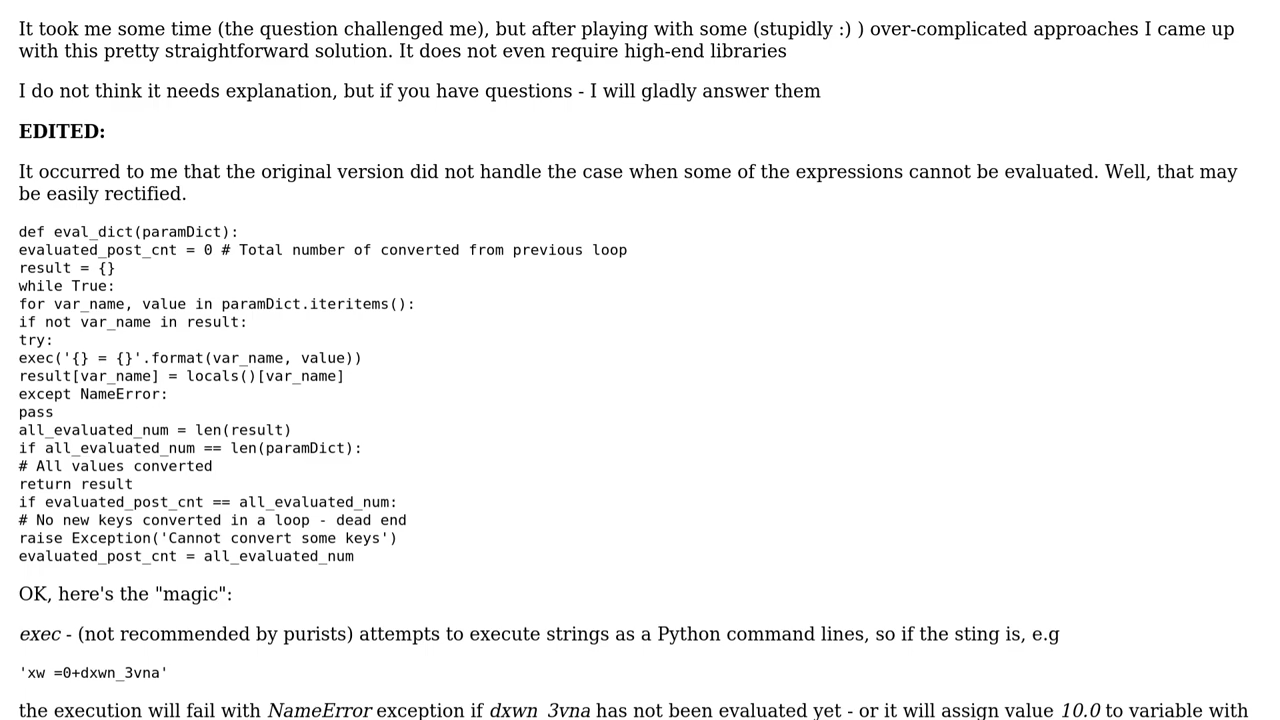 It took me some time (the question challenged me), but after playing with some (stupidly :) ) over-complicated approaches I came up
with this pretty straightforward solution. It does not even require high-end libraries
I do not think it needs explanation, but if you have questions - I will gladly answer them
EDITED:
It occurred to me that the original version did not handle the case when some of the expressions cannot be evaluated. Well, that may
be easily rectified.
def eval_dict(paramDict):
evaluated_post_cnt = 0 # Total number of converted from previous loop
result = {}
while True:
for var_name, value in paramDict.iteritems():
if not var_name in result:
try:
exec('{} = {}'.format(var_name, value))
result[var_name] = locals()[var_name]
except NameError:
pass
all_evaluated_num = len(result)
if all_evaluated_num == len(paramDict):
# All values converted
return result
if evaluated_post_cnt == all_evaluated_num:
# No new keys converted in a loop - dead end
raise Exception('Cannot convert some keys')
evaluated_post_cnt = all_evaluated_num
OK, here's the "magic":
exec - (not recommended by purists) attempts to execute strings as a Python command lines, so if the sting is, e.g
'xw =0+dxwn_3vna'
the execution will fail with NameError exception if dxwn_3vna has not been evaluated yet - or it will assign value 10.0 to variable with